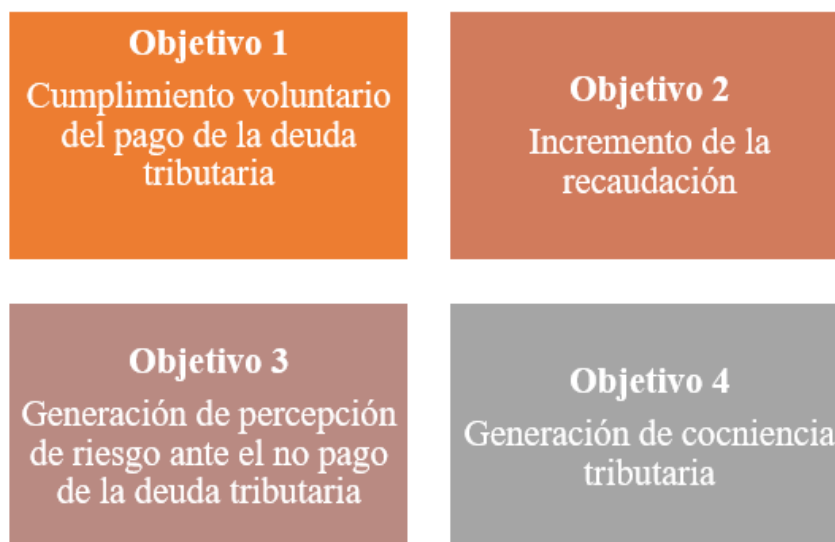 Objetivo 1
Cumplimiento voluntario
del pago de la deuda
tributaria
Objetivo 2
Incremento de la
recaudación
Objetivo 3
Generación de percepción
de riesgo ante el no pago
de la deuda tributaria
Objetivo 4
Generación de cocniencia
tributaria